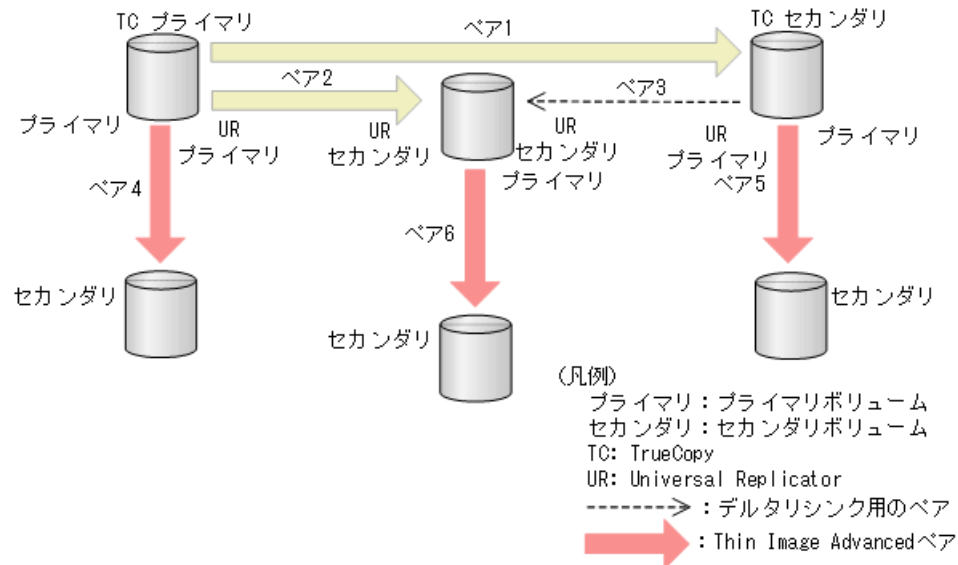 TC プライマリ
ペア1
TC セカンダリ
ペア2
ペア3
プライマリ
UR
プライマリ
UR
セカンダリ
UR
セカンダリ
プライマリ
UR
プライマリ
プライマリ
ペア4
ペア6
ペア5
セカンダリ
セカンダリ
セカンダリ
(凡例)
プライマリ：プライマリボリューム
セカンダリ：セカンダリボリューム
TC: TrueCopy
UR: Universal Replicator
：デルタリシンク用のペア
：Thin Image Advancedペア